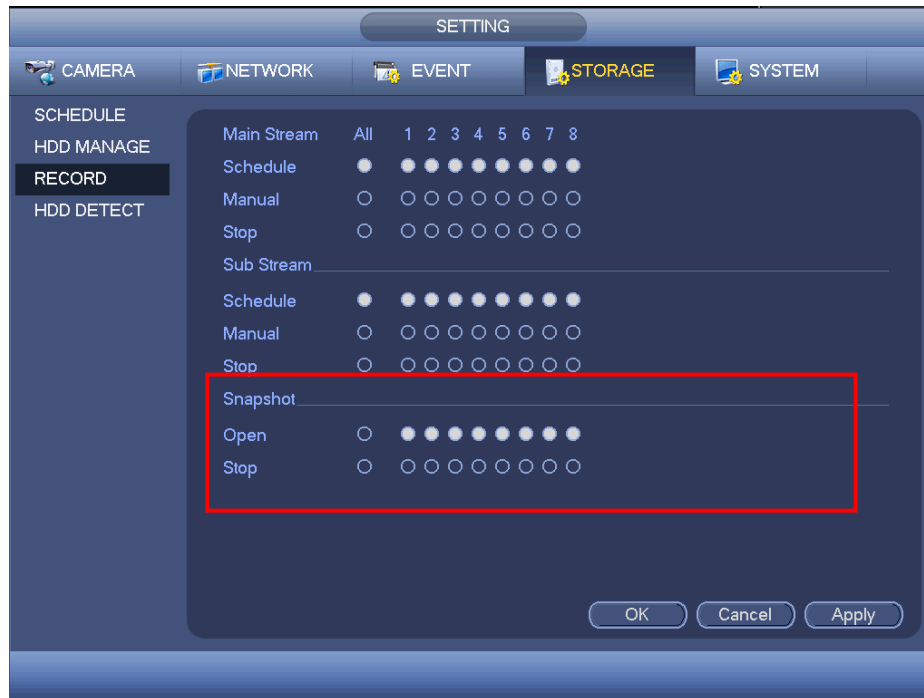 SETTING
CAMERA NETWORK EVENT STORAGE SYSTEM
SCHEDULE
HDD MANAGE
RECORD
HDD DETECT
Main Stream All 1 2 3 4 5 6 7 8
Schedule
Manual
Stop
Sub Stream
Schedule
Manual
Stop
Snapshot
Open
Stop
OK Cancel Apply